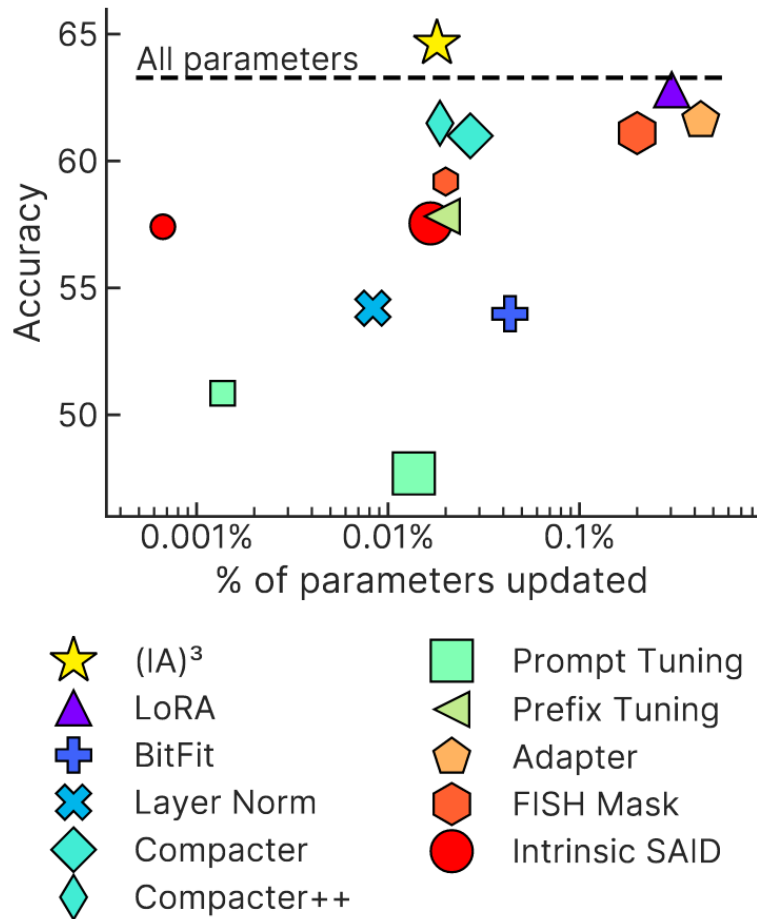 65
All parameters
60
Accuracy
55
50
0.001% 0.01% 0.1%
% of parameters updated
(IA)³
LoRA
BitFit
Layer Norm
Compacter
Compacter++
Prompt Tuning
Prefix Tuning
Adapter
FISH Mask
Intrinsic SAID